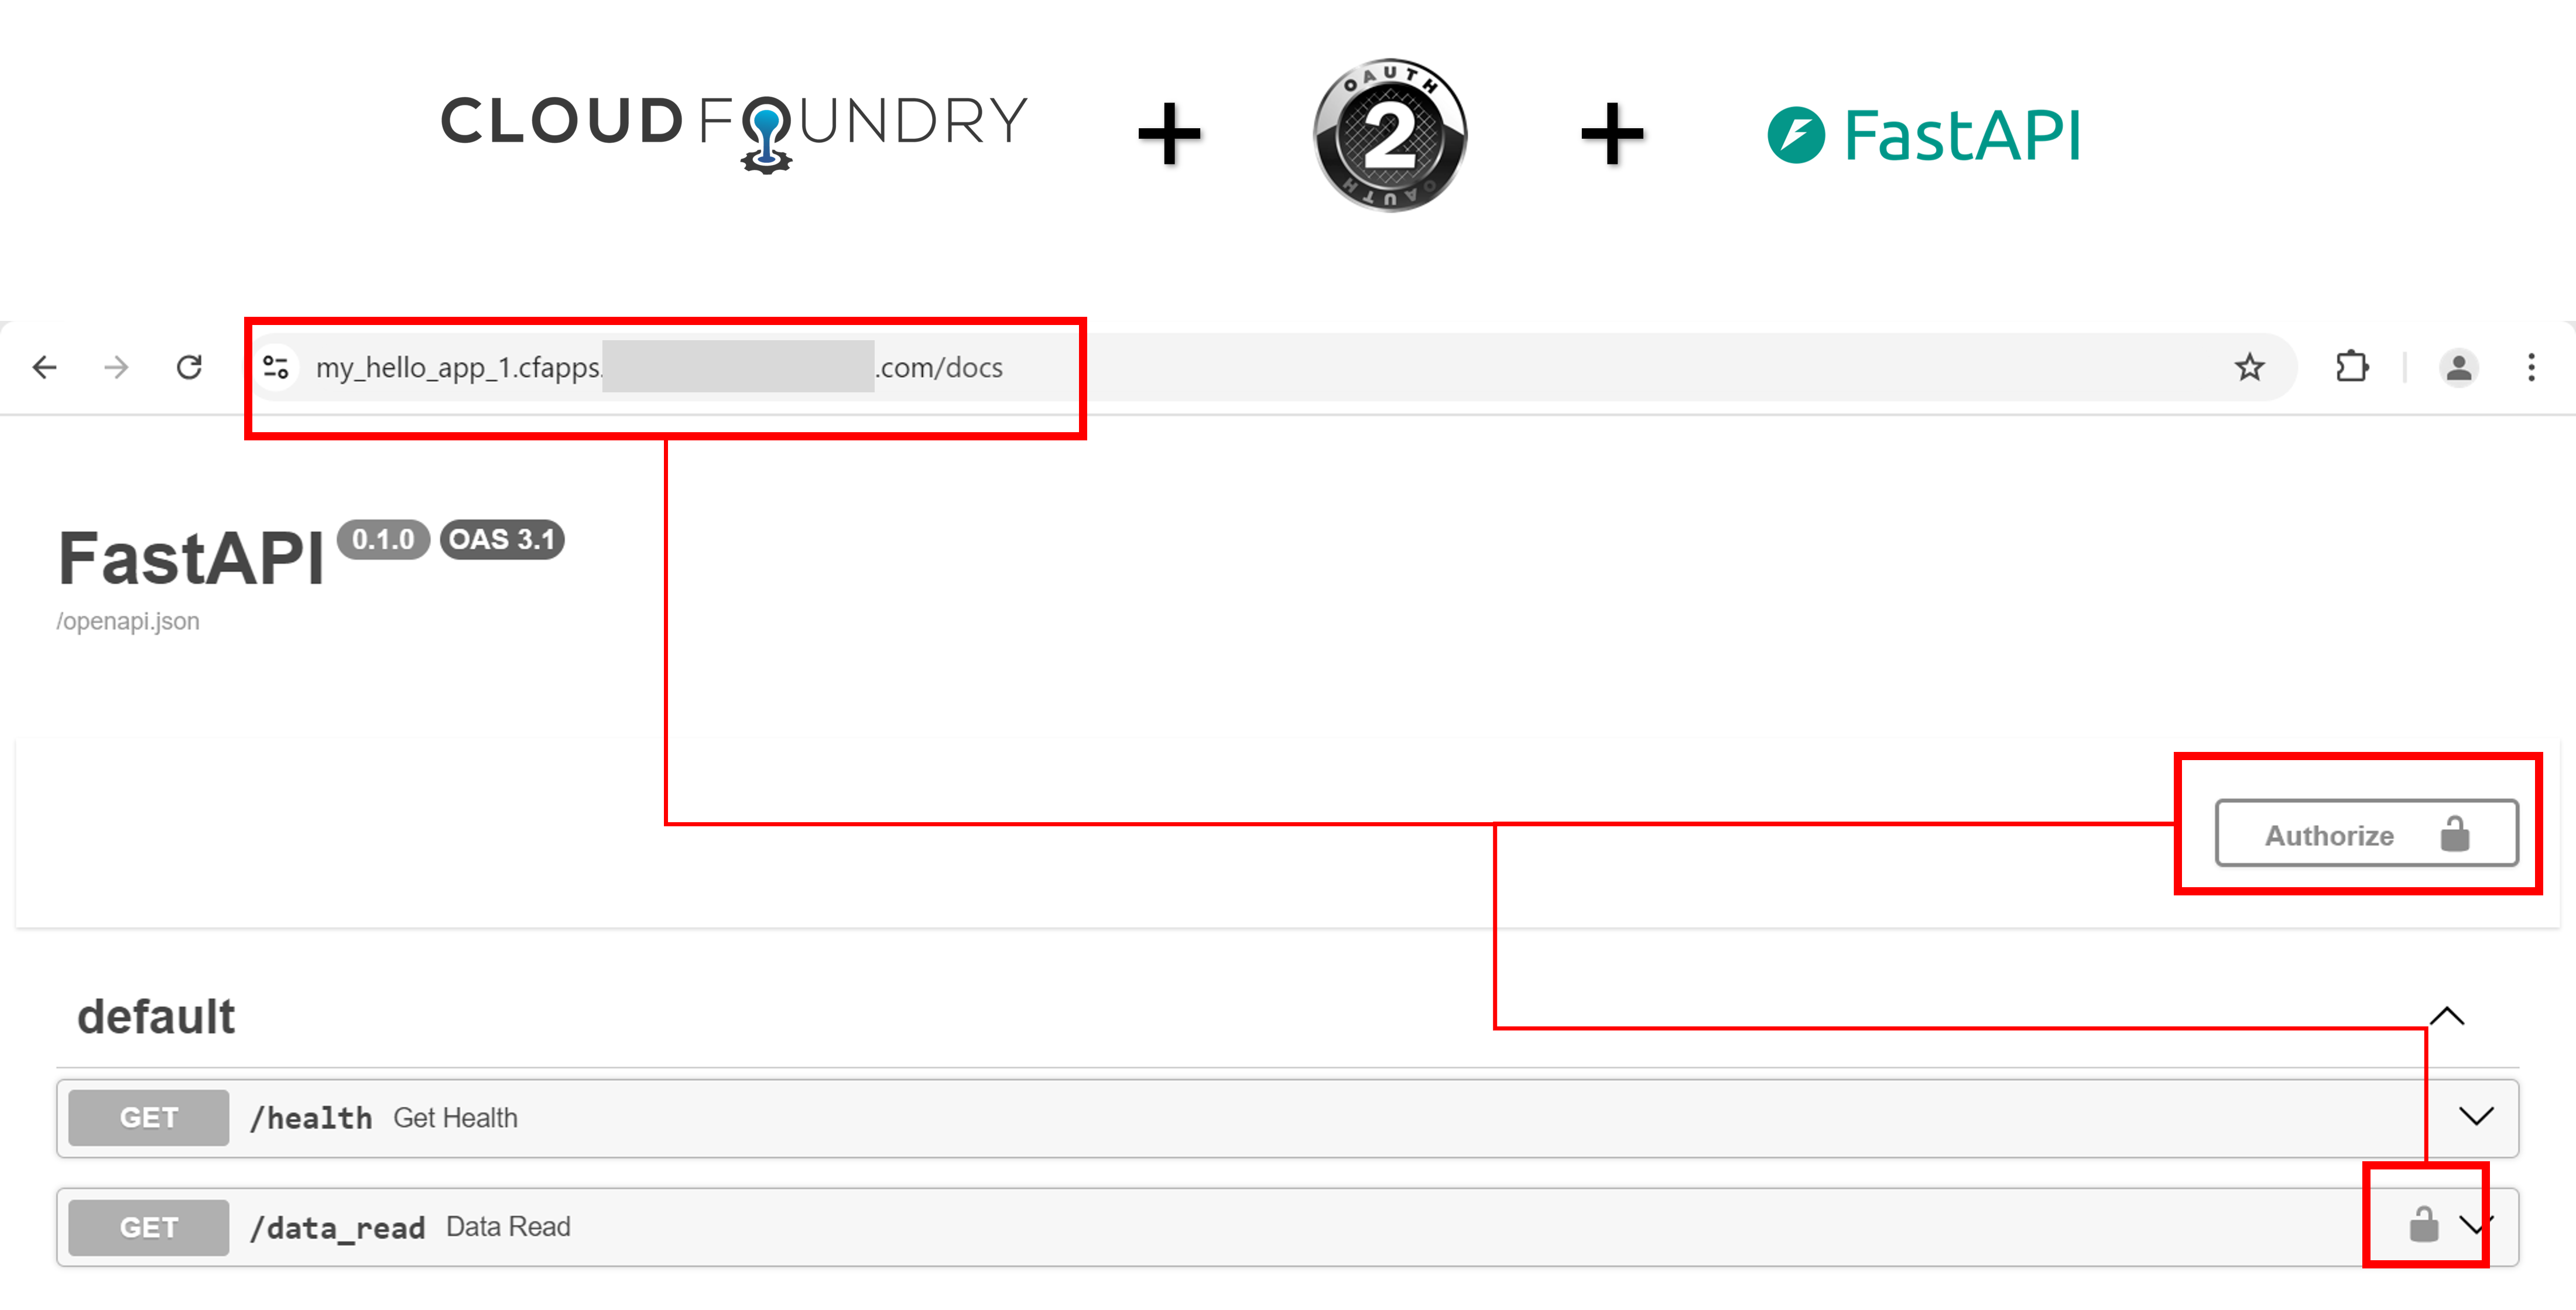 CLOUD FOUNDRY + OAUTH 2 OAUTH + FastAPI
my_hello_app_1.cfapps. .com/docs
FastAPI 0.1.0 OAS 3.1
/openapi.json
Authorize
default
GET /health Get Health
GET /data_read Data Read